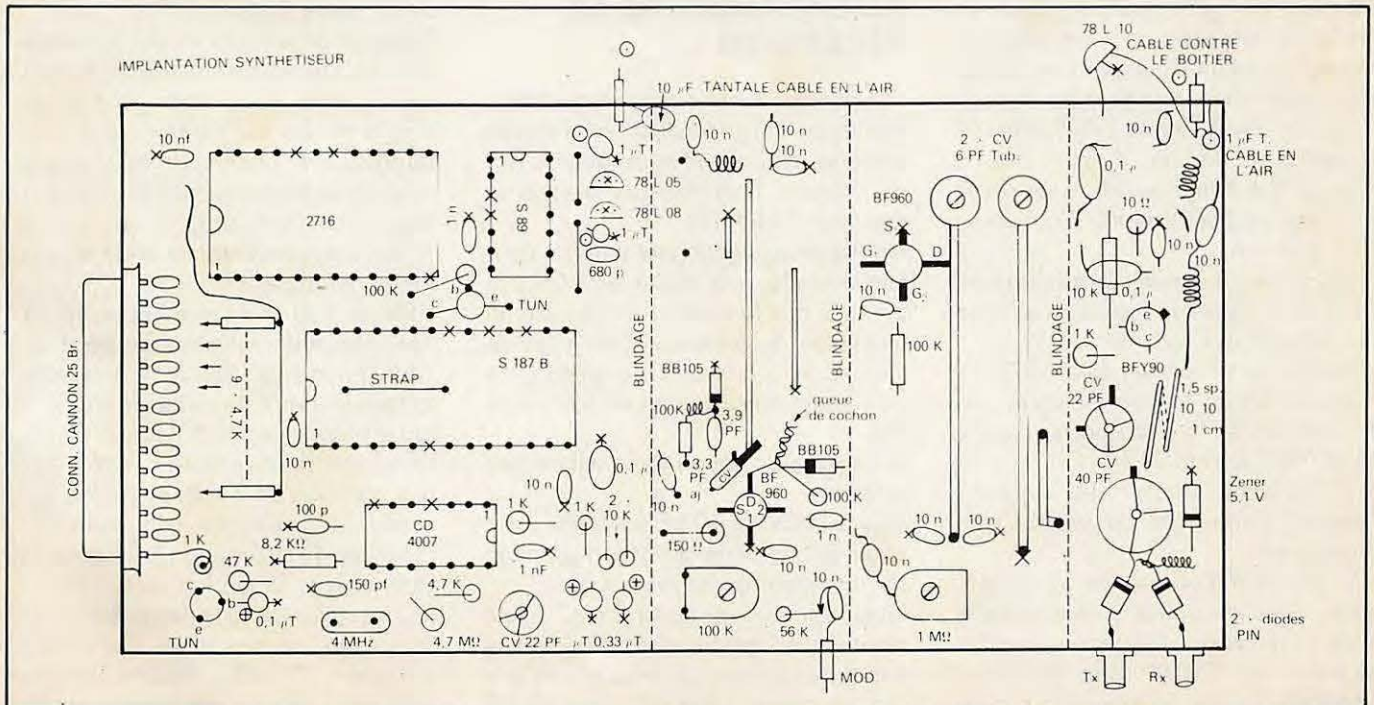 IMPLANTATION SYNTHETISEUR
78 L 10
CABLE CONTRE
LE BOITIER
10 µF TANTALE CABLE EN L'AIR
10 nf
2716
1
S 89
1
1 µT
78 L 05
78 L 08
1 µT
680 p
100 K
b
c
e
TUN
10 n
10 n
10 n
2 · CV
6 PF Tub.
BF960
S
G1
D
G2
10 n
100 K
10 n
1 µF T.
CABLE EN
L'AIR
0,1 µ
10 Ω
10 n
10 n
10 K
0,1 µ
e
b
c
1 K
BFY90
CONN. CANNON 25 Br.
9 · 4,7 K
STRAP
S 187 B
1
10 n
BLINDAGE
BLINDAGE
BLINDAGE
BB105
100K
3,9
PF
3,3
PF
aj
CV
queue
de cochon
BB105
BF
960
D
S
2
1
100 K
1 n
10 n
150 Ω
10 n
CV
22 PF
CV
40 PF
1,5 sp.
10 10
1 cm
Zener
5,1 V
10 n
0,1 µ
1 K
1 K
2 ·
10 K
1 nF
100 p
CD
4007
8,2 KΩ
1 K
47 K
c
b
e
0,1 µT
150 pf
4,7 K
TUN
4 MHz
4,7 MΩ
CV 22 PF
µT 0,33 µT
100 K
56 K
10 n
MOD
10 n
10 n
10 n
1 MΩ
2 · diodes
PIN
Tx
Rx